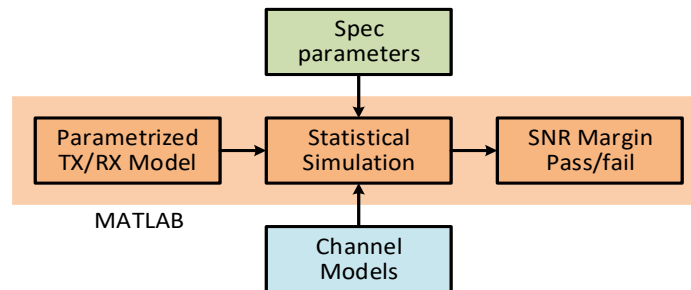 Spec
parameters
Parametrized
TX/RX Model
Statistical
Simulation
SNR Margin
Pass/fail
MATLAB
Channel
Models